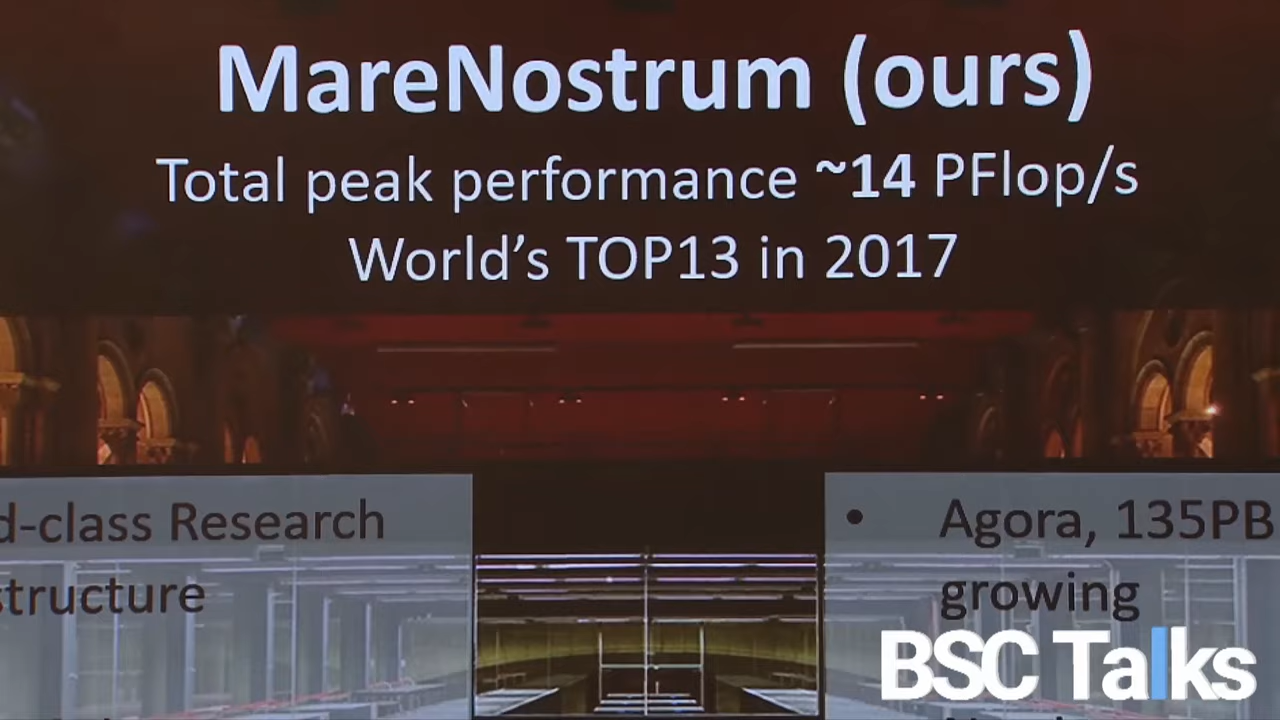 MareNostrum (ours)
Total peak performance ~14 PFlop/s
World's TOP13 in 2017
d-class Research
structure
• Agora, 135PB
growing
BSC Talks